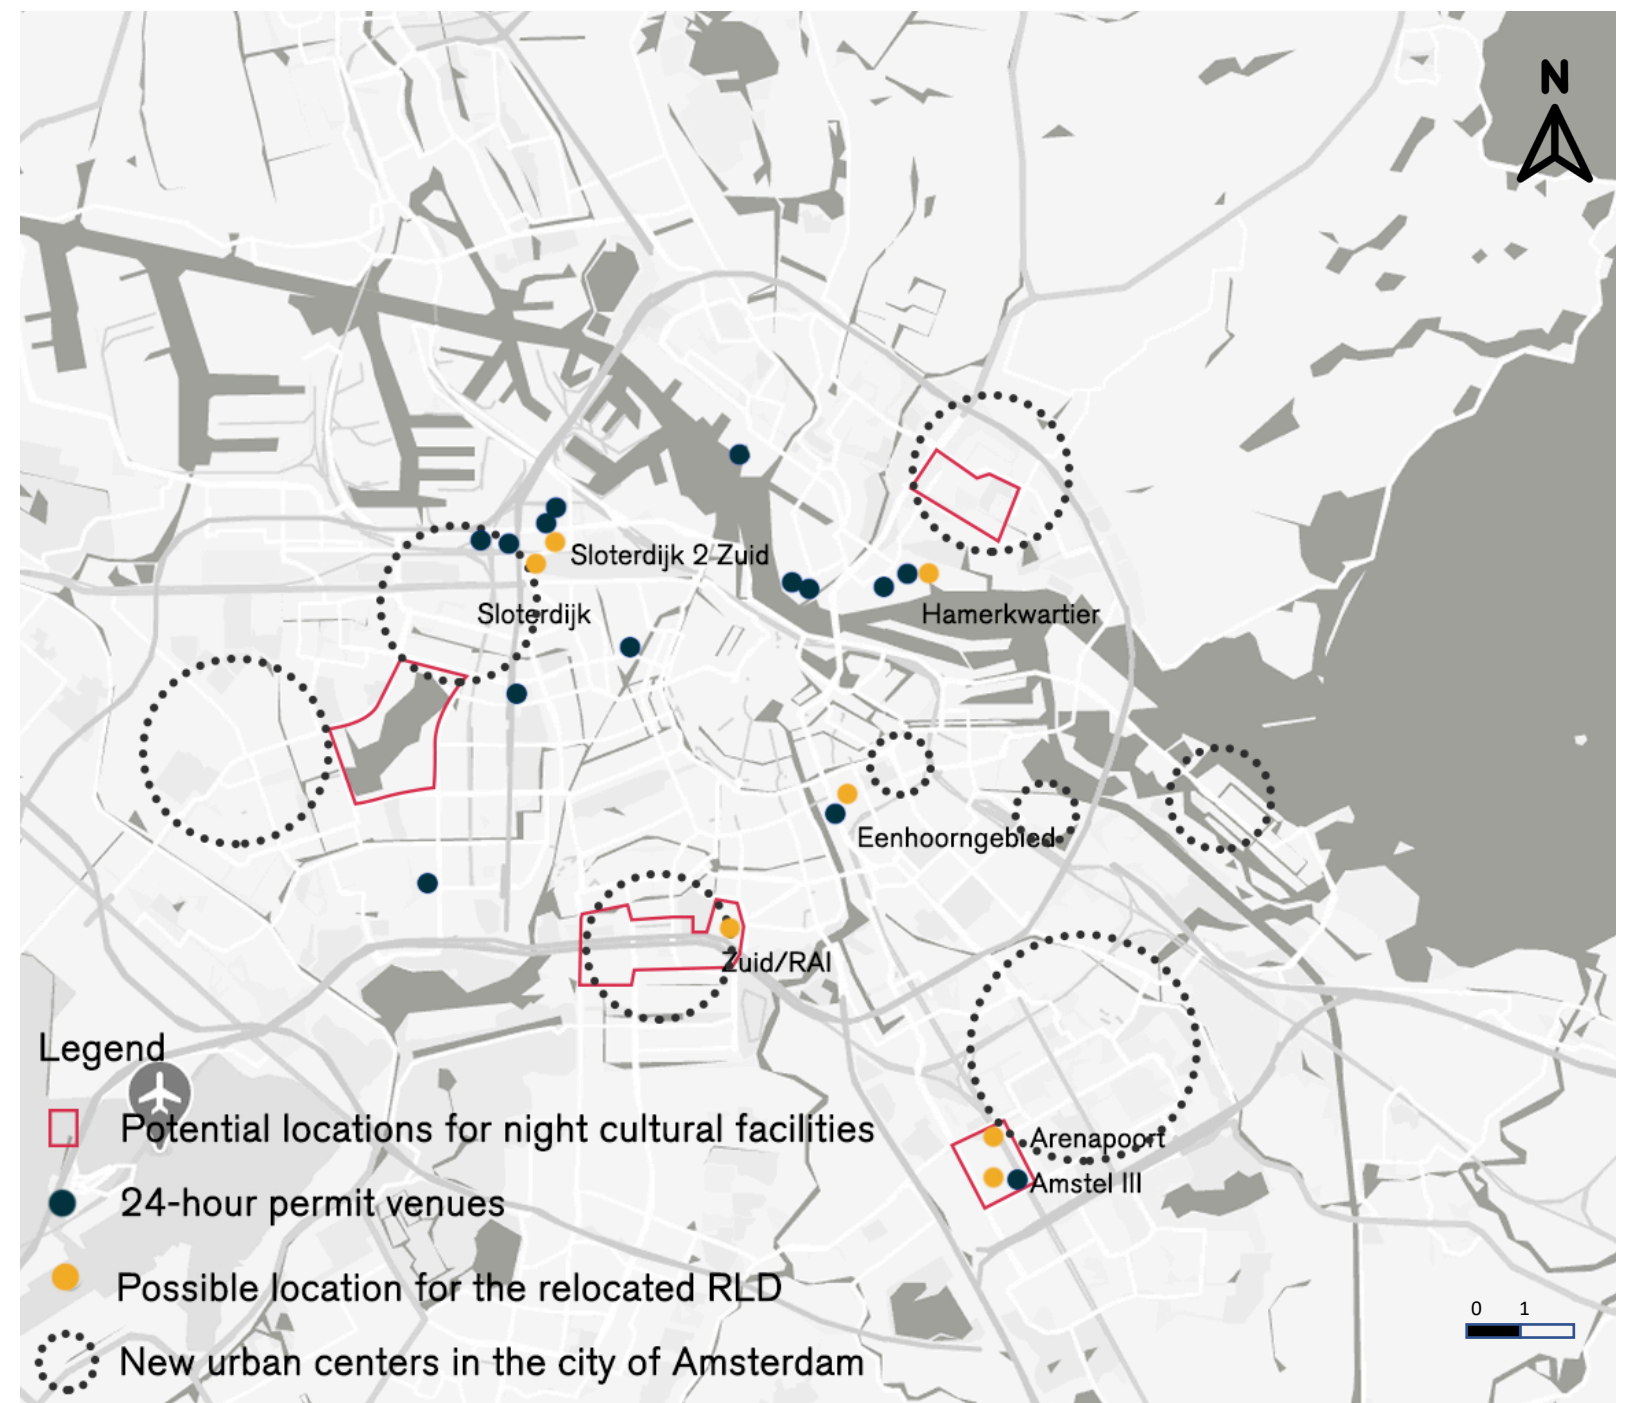 N
Sloterdijk 2 Zuid
Sloterdijk
Hamerkwartier
Eenhoorngebied
Zuid/RAI
Arenapoort
Amstel III
Legend
Potential locations for night cultural facilities
24-hour permit venues
Possible location for the relocated RLD
New urban centers in the city of Amsterdam
0 1